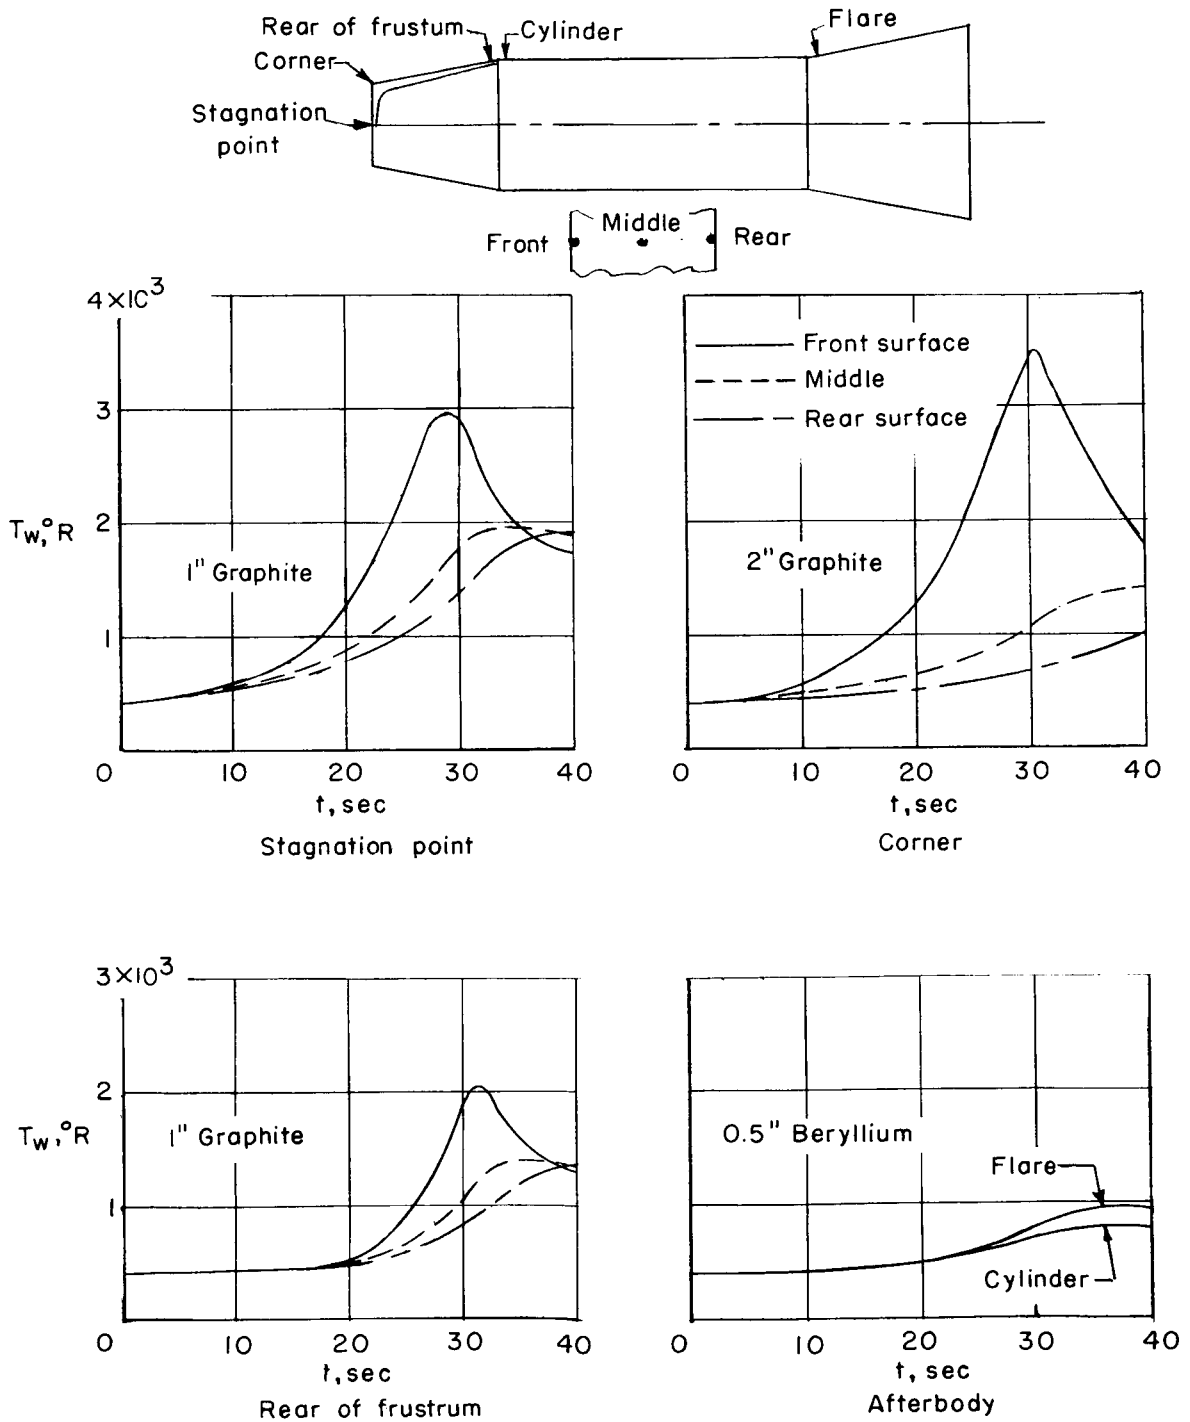 Rear of frustum
Cylinder
Flare
Corner
Stagnation
point
Front
Middle
Rear
4×10³
3
2
1
T_w,°R
1" Graphite
0 10 20 30 40
t, sec
Stagnation point
Front surface
Middle
Rear surface
2" Graphite
0 10 20 30 40
t, sec
Corner
3×10³
2
1
T_w,°R
1" Graphite
0 10 20 30 40
t, sec
Rear of frustrum
0.5" Beryllium
Flare
Cylinder
0 10 20 30 40
t, sec
Afterbody